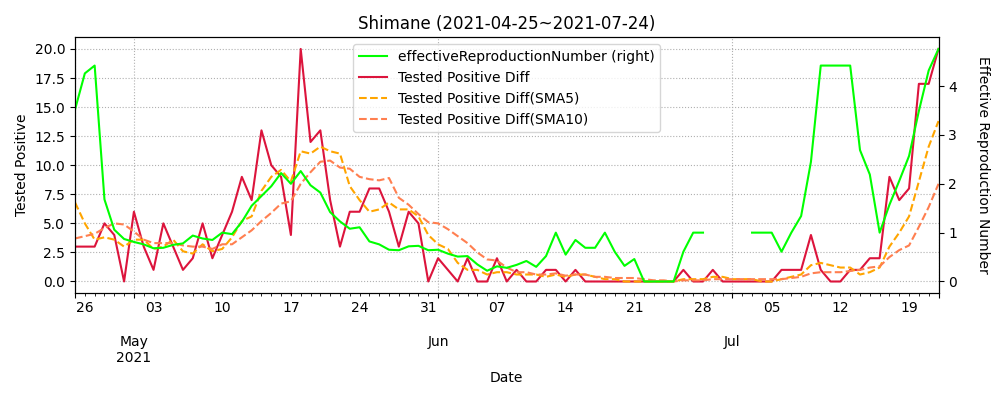 Shimane (2021-04-25~2021-07-24)
effectiveReproductionNumber (right)
Tested Positive Diff
Tested Positive Diff(SMA5)
Tested Positive Diff(SMA10)
Tested Positive
20.0
17.5
15.0
12.5
10.0
7.5
5.0
2.5
0.0
Effective Reproduction Number
4
3
2
1
0
26 03 10 17 24 31 07 14 21 28 05 12 19
May Jun Jul
2021
Date